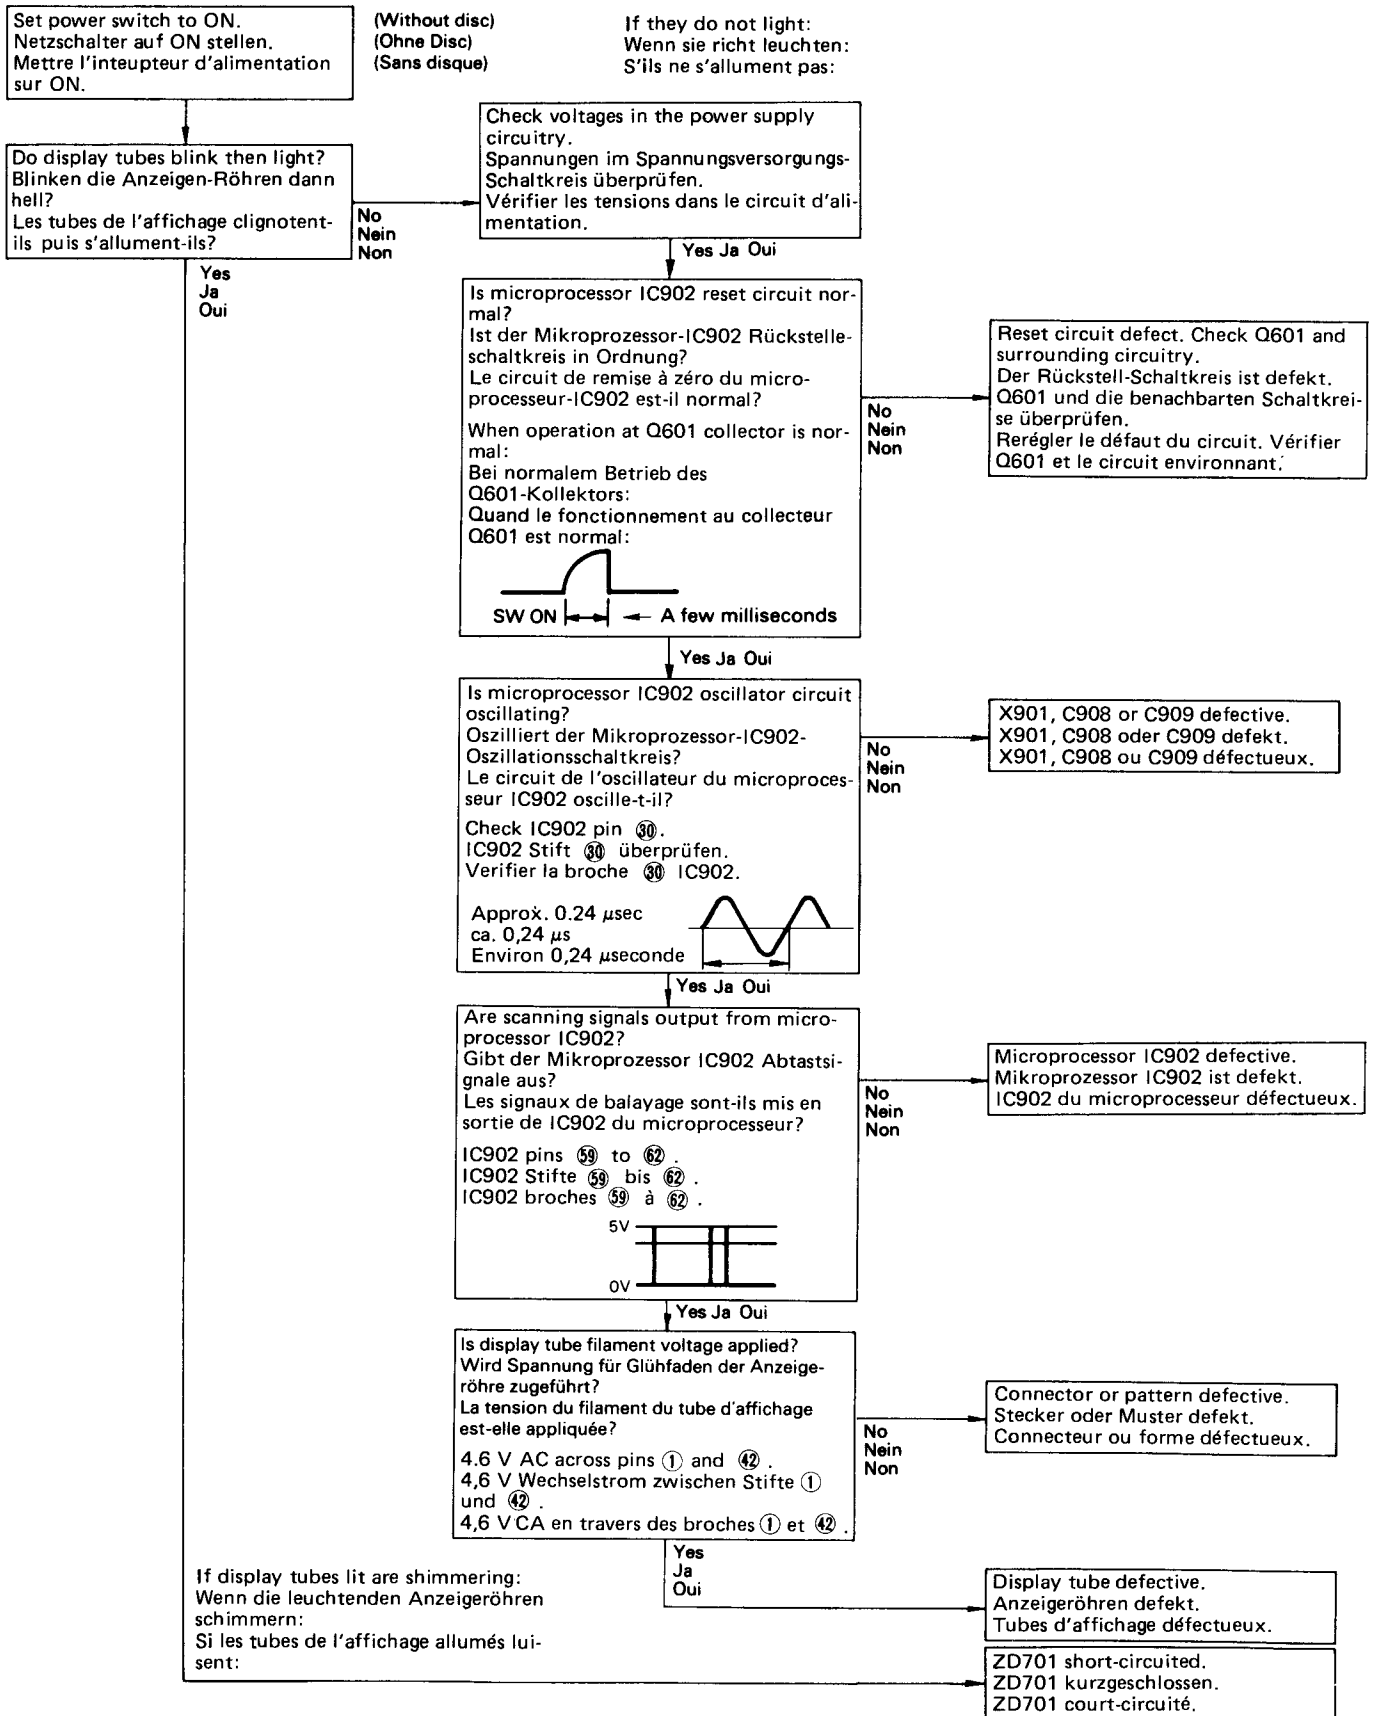 Set power switch to ON.
Netzschalter auf ON stellen.
Mettre l'inteupteur d'alimentation
sur ON.
(Without disc)
(Ohne Disc)
(Sans disque)
If they do not light:
Wenn sie richt leuchten:
S'ils ne s'allument pas:
Do display tubes blink then light?
Blinken die Anzeigen-Röhren dann
hell?
Les tubes de l'affichage clignotent-
ils puis s'allument-ils?
No
Nein
Non
Yes
Ja
Oui
Check voltages in the power supply
circuitry.
Spannungen im Spannungsversorgungs-
Schaltkreis überprüfen.
Vérifier les tensions dans le circuit d'ali-
mentation.
Yes Ja Oui
Is microprocessor IC902 reset circuit nor-
mal?
Ist der Mikroprozessor-IC902 Rückstelle-
schaltkreis in Ordnung?
Le circuit de remise à zéro du micro-
processeur-IC902 est-il normal?
When operation at Q601 collector is nor-
mal:
Bei normalem Betrieb des
Q601-Kollektors:
Quand le fonctionnement au collecteur
Q601 est normal:
SW ON
A few milliseconds
No
Nein
Non
Reset circuit defect. Check Q601 and
surrounding circuitry.
Der Rückstell-Schaltkreis ist defekt.
Q601 und die benachbarten Schaltkrei-
se überprüfen.
Rerégler le défaut du circuit. Vérifier
Q601 et le circuit environnant.
Yes Ja Oui
Is microprocessor IC902 oscillator circuit
oscillating?
Oszilliert der Mikroprozessor-IC902-
Oszillationsschaltkreis?
Le circuit de l'oscillateur du microproces-
seur IC902 oscille-t-il?
Check IC902 pin ㉚.
IC902 Stift ㉚ überprüfen.
Verifier la broche ㉚ IC902.
Approx. 0.24 μsec
ca. 0,24 μs
Environ 0,24 μseconde
No
Nein
Non
X901, C908 or C909 defective.
X901, C908 oder C909 defekt.
X901, C908 ou C909 défectueux.
Yes Ja Oui
Are scanning signals output from micro-
processor IC902?
Gibt der Mikroprozessor IC902 Abtastsi-
gnale aus?
Les signaux de balayage sont-ils mis en
sortie de IC902 du microprocesseur?
IC902 pins (59) to (62) .
IC902 Stifte (59) bis (62) .
IC902 broches (59) à (62) .
5V
0V
No
Nein
Non
Microprocessor IC902 defective.
Mikroprozessor IC902 ist defekt.
IC902 du microprocesseur défectueux.
Yes Ja Oui
Is display tube filament voltage applied?
Wird Spannung für Glühfaden der Anzeige-
röhre zugeführt?
La tension du filament du tube d'affichage
est-elle appliquée?
4.6 V AC across pins ① and ㊷ .
4,6 V Wechselstrom zwischen Stifte ①
und ㊷ .
4,6 V CA en travers des broches ① et ㊷ .
No
Nein
Non
Connector or pattern defective.
Stecker oder Muster defekt.
Connecteur ou forme défectueux.
Yes
Ja
Oui
Display tube defective.
Anzeigeröhren defekt.
Tubes d'affichage défectueux.
If display tubes lit are shimmering:
Wenn die leuchtenden Anzeigeröhren
schimmern:
Si les tubes de l'affichage allumés lui-
sent:
ZD701 short-circuited.
ZD701 kurzgeschlossen.
ZD701 court-circuité.